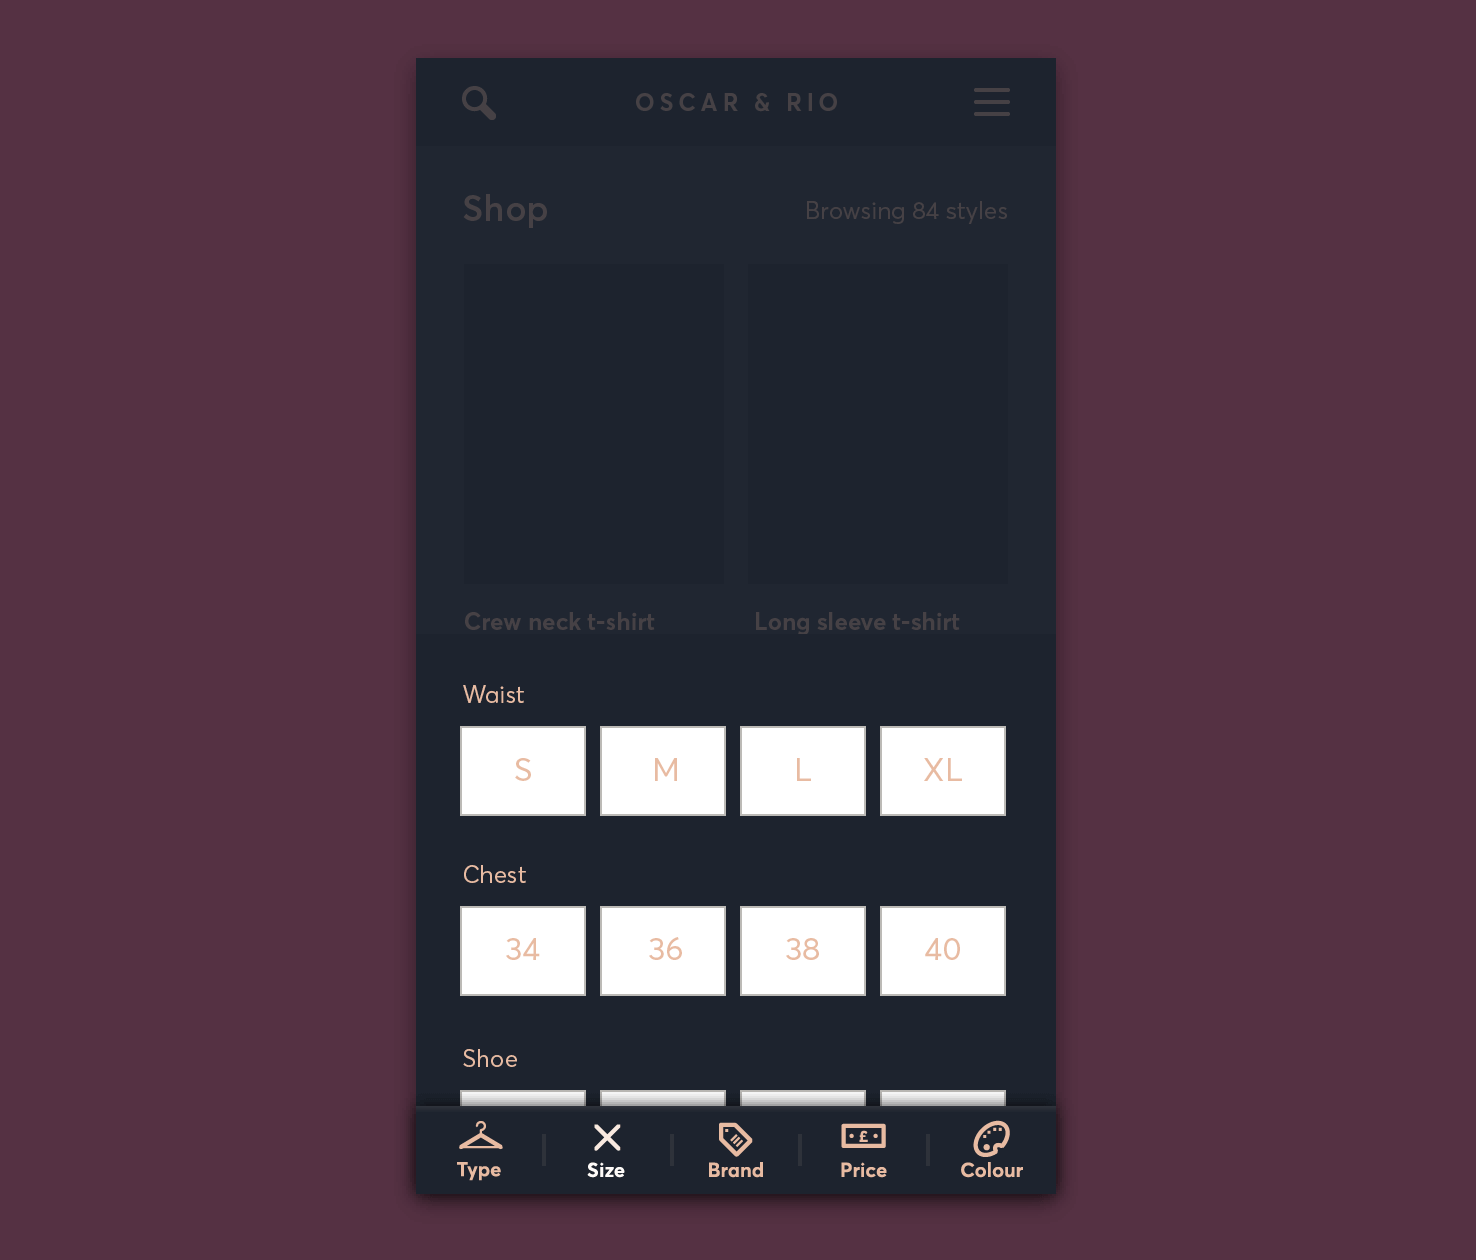 OSCAR & RIO
Shop
Browsing 84 styles
Crew neck t-shirt
Long sleeve t-shirt
Waist
S
M
L
XL
Chest
34
36
38
40
Shoe
£
Type
Size
Brand
Price
Colour